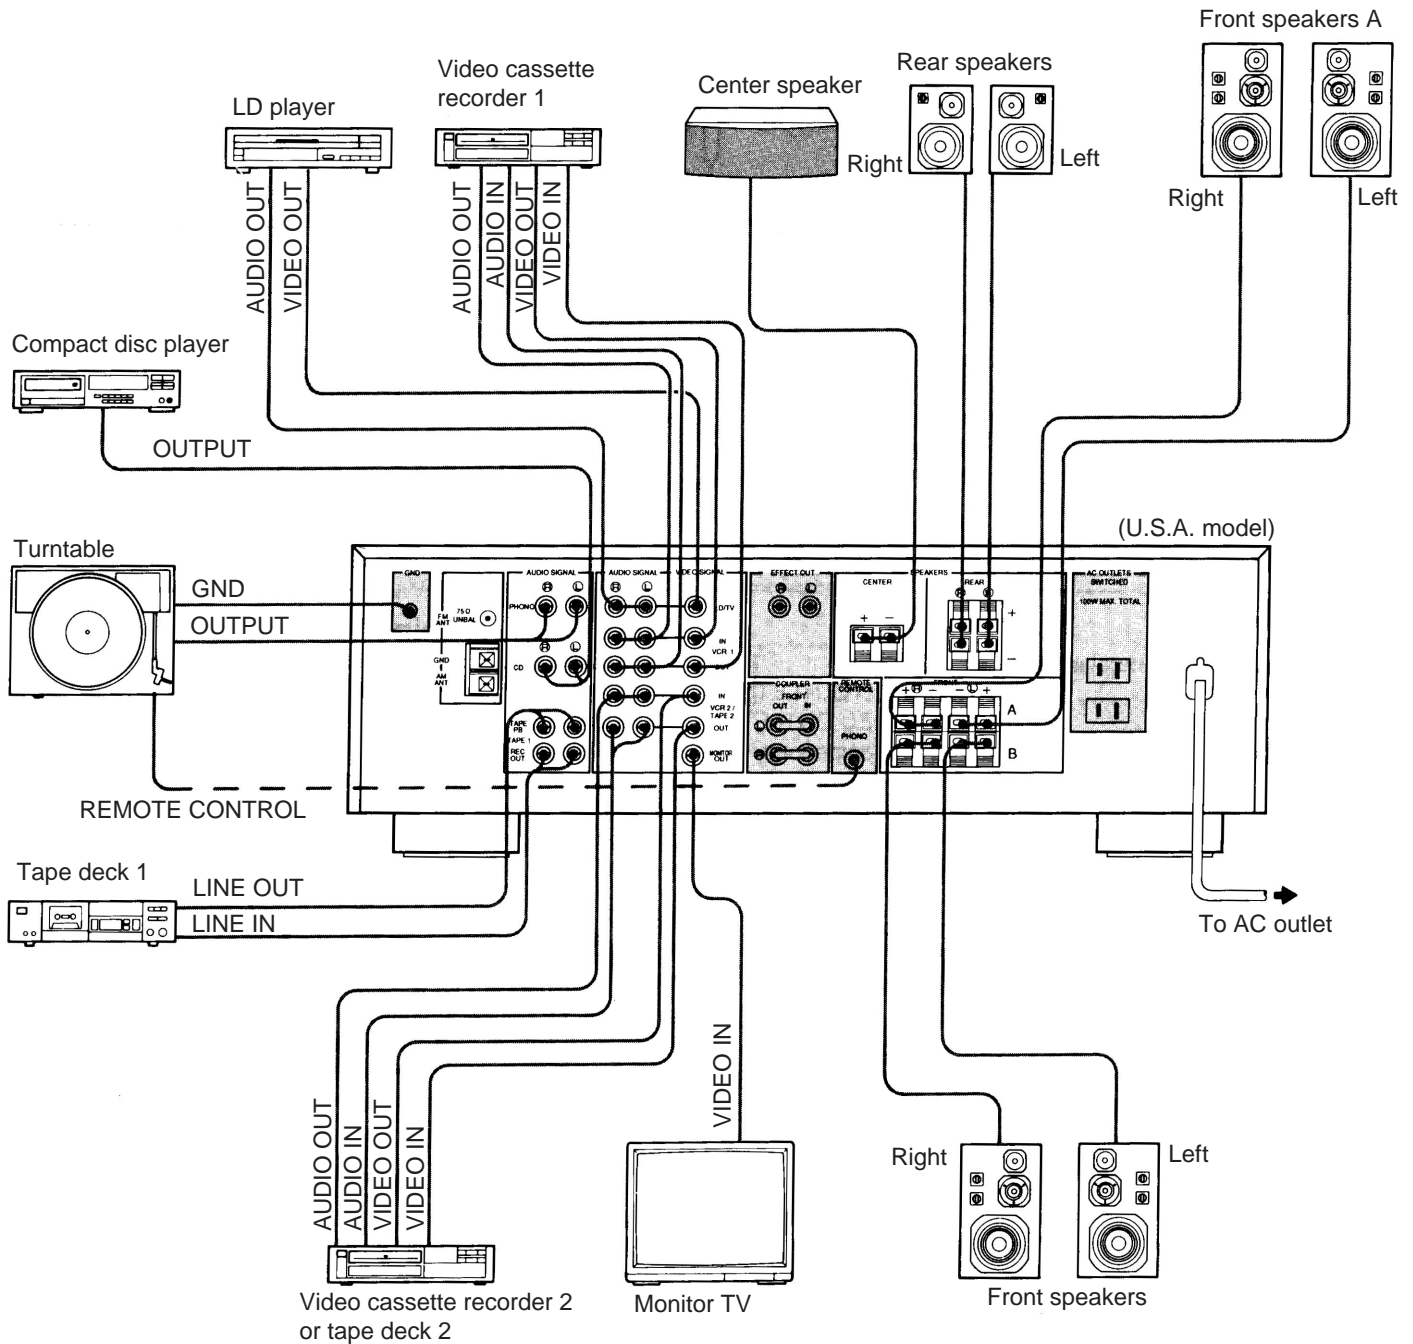 Front speakers A
Video cassette
recorder 1
Rear speakers
Center speaker
LD player
Right
Left
Right
Left
AUDIO OUT
VIDEO OUT
AUDIO OUT
AUDIO IN
VIDEO OUT
VIDEO IN
Compact disc player
OUTPUT
(U.S.A. model)
Turntable
GND
OUTPUT
REMOTE CONTROL
GND
FM
ANT
75Ω
UNBAL
GND
AM
ANT
AUDIO SIGNAL
R
L
PHONO
R
L
CD
TAPE
PB
TAPE 1
REC
OUT
AUDIO SIGNAL
VIDEO SIGNAL
R
L
LD/TV
IN
VCR 1
OUT
IN
VCR 2 /
TAPE 2
OUT
MONITOR
OUT
EFFECT OUT
R
L
COUPLER
FRONT
OUT
IN
L
R
REMOTE
CONTROL
PHONO
SPEAKERS
CENTER
+ −
REAR
R
+
−
FRONT
+ R − − L +
A
B
AC OUTLETS
SWITCHED
100W MAX. TOTAL
Tape deck 1
LINE OUT
LINE IN
To AC outlet
AUDIO OUT
AUDIO IN
VIDEO OUT
VIDEO IN
VIDEO IN
Right
Left
Video cassette recorder 2
or tape deck 2
Monitor TV
Front speakers